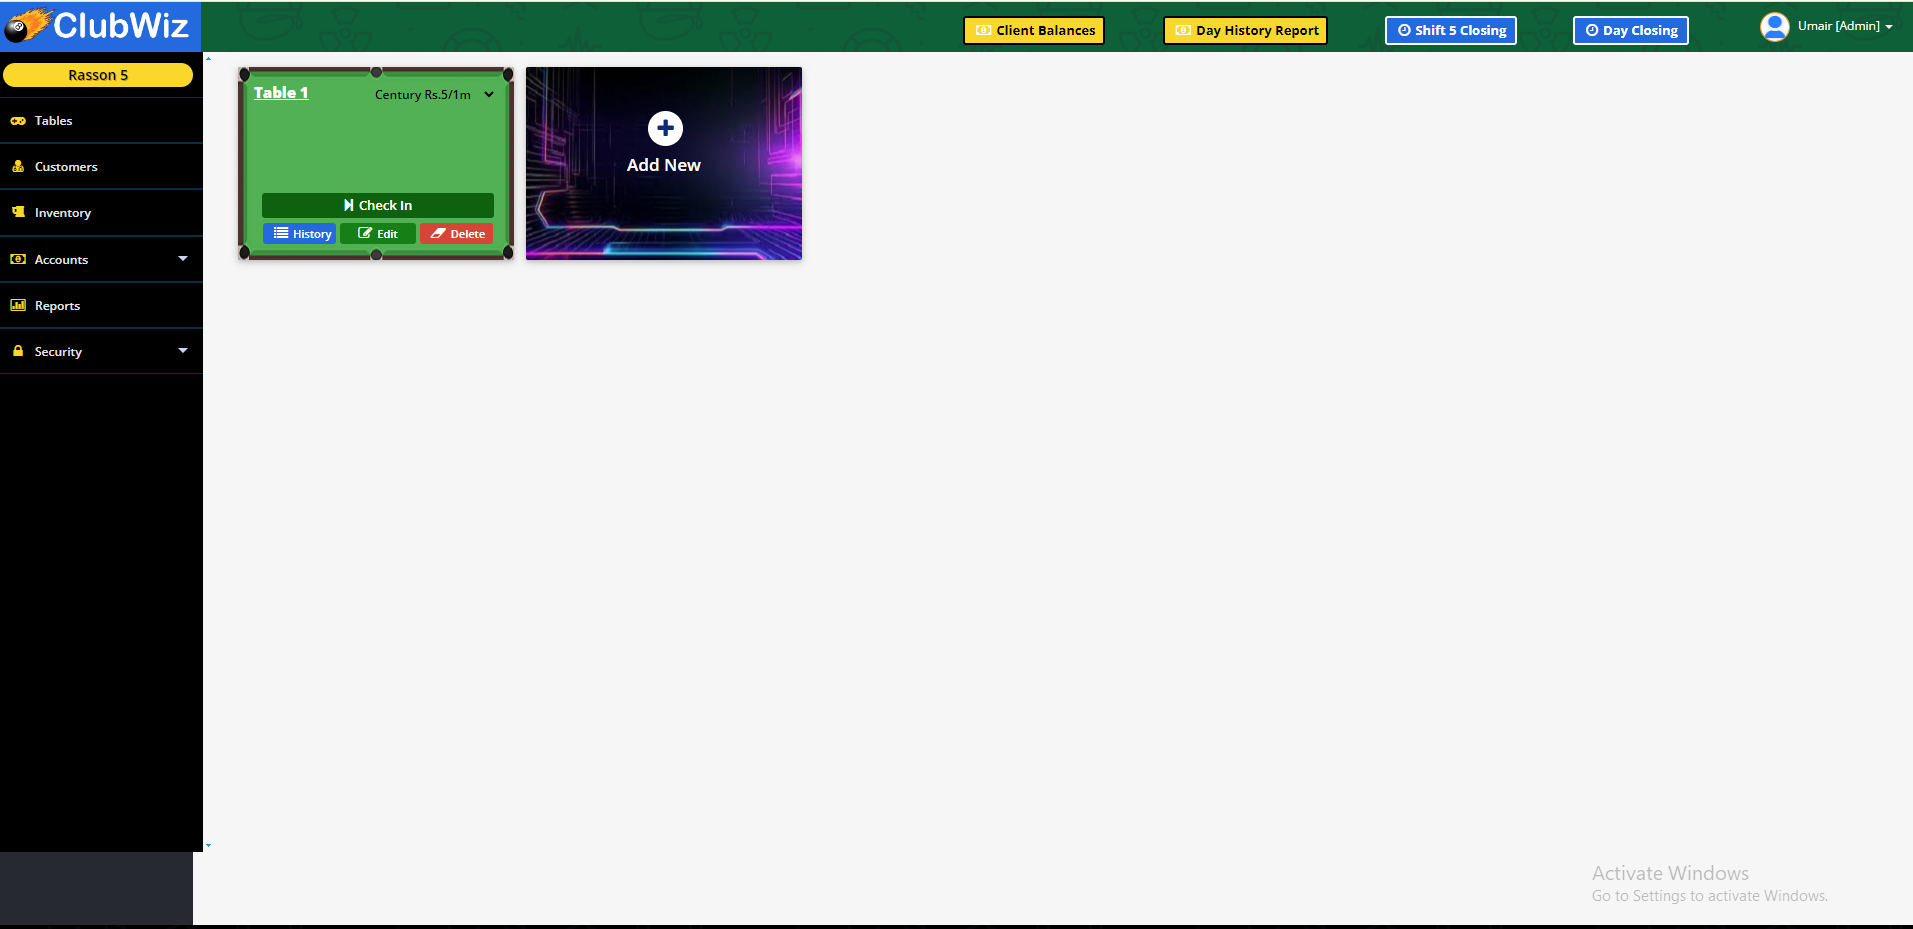 ClubWiz
Client Balances
Day History Report
Shift 5 Closing
Day Closing
Umair [Admin]
Rasson 5
Tables
Customers
Inventory
Accounts
Reports
Security
Table 1
Century Rs.5/1m
Check In
History
Edit
Delete
Add New
Activate Windows
Go to Settings to activate Windows.